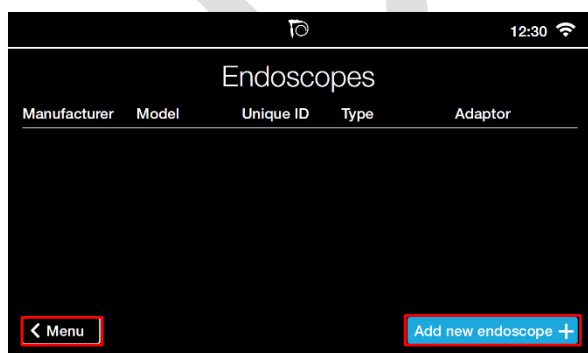 12:30
Endoscopes
Manufacturer Model Unique ID Type Adaptor
Menu Add new endoscope +